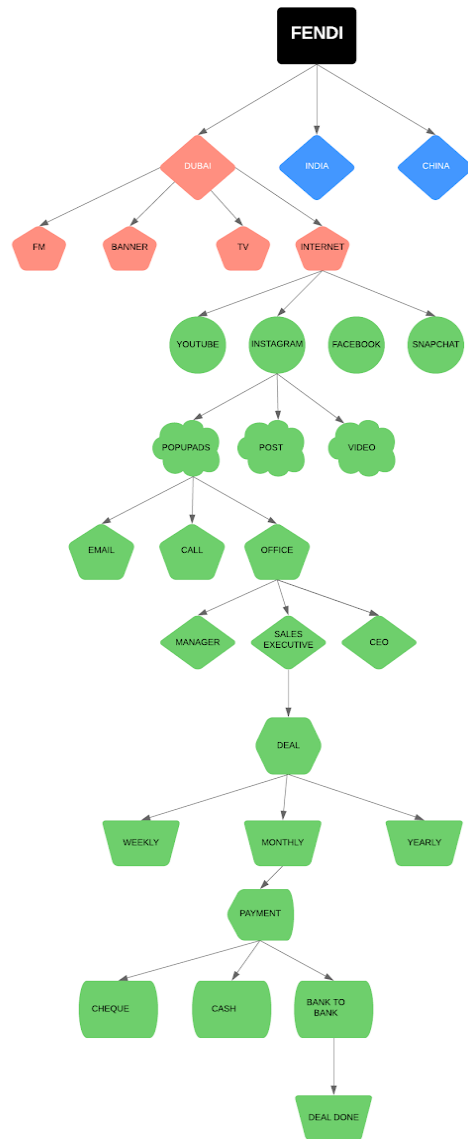 FENDI
DUBAI
INDIA
CHINA
FM
BANNER
TV
INTERNET
YOUTUBE
INSTAGRAM
FACEBOOK
SNAPCHAT
POPUPADS
POST
VIDEO
EMAIL
CALL
OFFICE
MANAGER
SALES
EXECUTIVE
CEO
DEAL
WEEKLY
MONTHLY
YEARLY
PAYMENT
CHEQUE
CASH
BANK TO
BANK
DEAL DONE